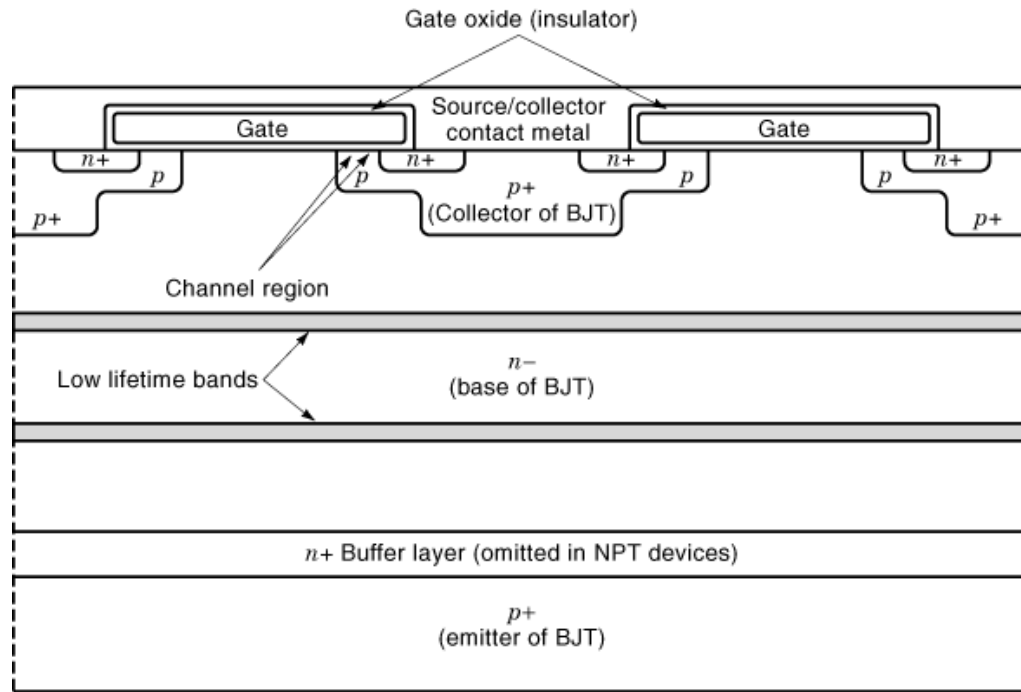 Gate oxide (insulator)
Source/collector
contact metal
Gate
Gate
n+
n+
n+
n+
p
p
p
p
p+
p+
(Collector of BJT)
p+
Channel region
Low lifetime bands
n−
(base of BJT)
n+ Buffer layer (omitted in NPT devices)
p+
(emitter of BJT)